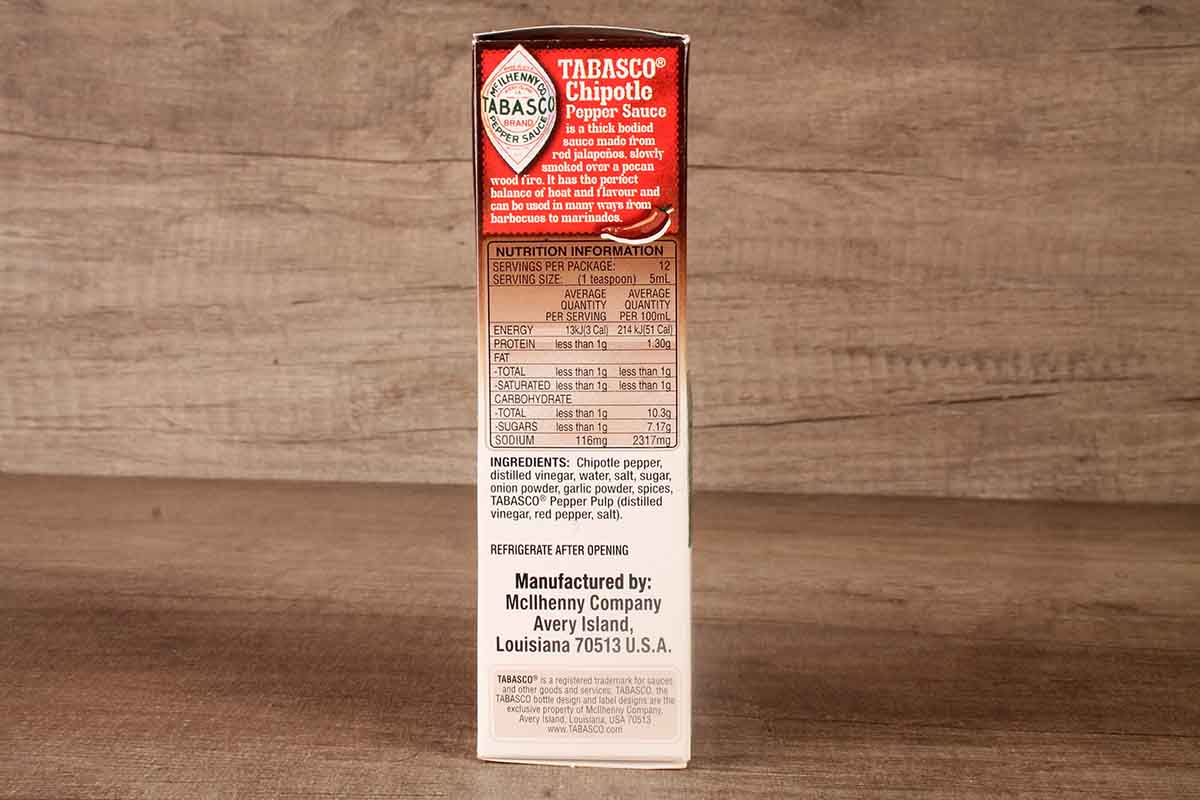 McILHENNY CO.
TABASCO
BRAND
PEPPER SAUCE
TABASCO®
Chipotle
Pepper Sauce
is a thick bodied
sauce made from
red jalapeños, slowly
smoked over a pecan
wood fire. It has the perfect
balance of heat and flavour and
can be used in many ways from
barbecues to marinades.
NUTRITION INFORMATION
SERVINGS PER PACKAGE: 12
SERVING SIZE: (1 teaspoon) 5mL
AVERAGE AVERAGE
QUANTITY QUANTITY
PER SERVING PER 100mL
ENERGY 13kJ(3 Cal) 214 kJ(51 Cal)
PROTEIN less than 1g 1.30g
FAT
-TOTAL less than 1g less than 1g
-SATURATED less than 1g less than 1g
CARBOHYDRATE
-TOTAL less than 1g 10.3g
-SUGARS less than 1g 7.17g
SODIUM 116mg 2317mg
INGREDIENTS: Chipotle pepper,
distilled vinegar, water, salt, sugar,
onion powder, garlic powder, spices,
TABASCO® Pepper Pulp (distilled
vinegar, red pepper, salt).
REFRIGERATE AFTER OPENING
Manufactured by:
McIlhenny Company
Avery Island,
Louisiana 70513 U.S.A.
TABASCO® is a registered trademark for sauces
and other goods and services; TABASCO, the
TABASCO bottle design and label designs are the
exclusive property of McIlhenny Company,
Avery Island, Louisiana, USA 70513
www.TABASCO.com